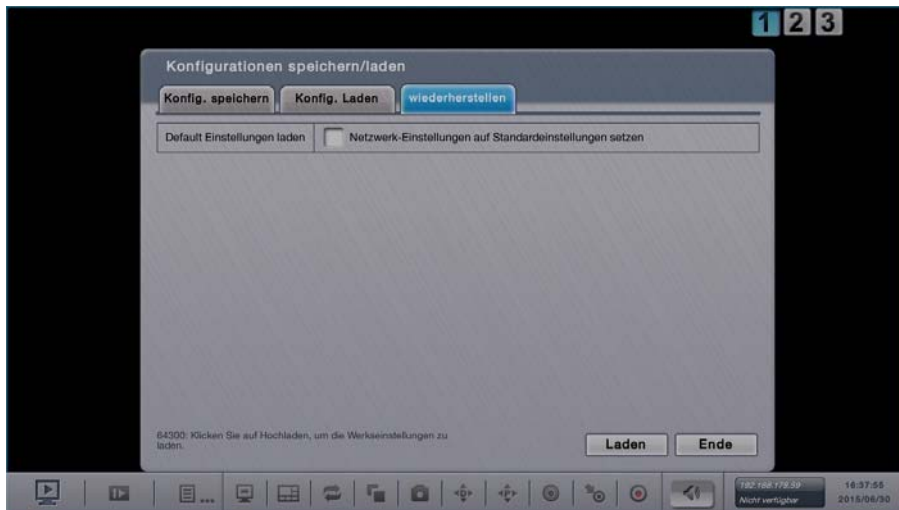 1 2 3
Konfigurationen speichern/laden
Konfig. speichern Konfig. Laden wiederherstellen
Default Einstellungen laden Netzwerk-Einstellungen auf Standardeinstellungen setzen
64300: Klicken Sie auf Hochladen, um die Werkseinstellungen zu
laden.
Laden Ende
192.168.178.59 16:37:55
Nicht verfügbar 2015/06/30